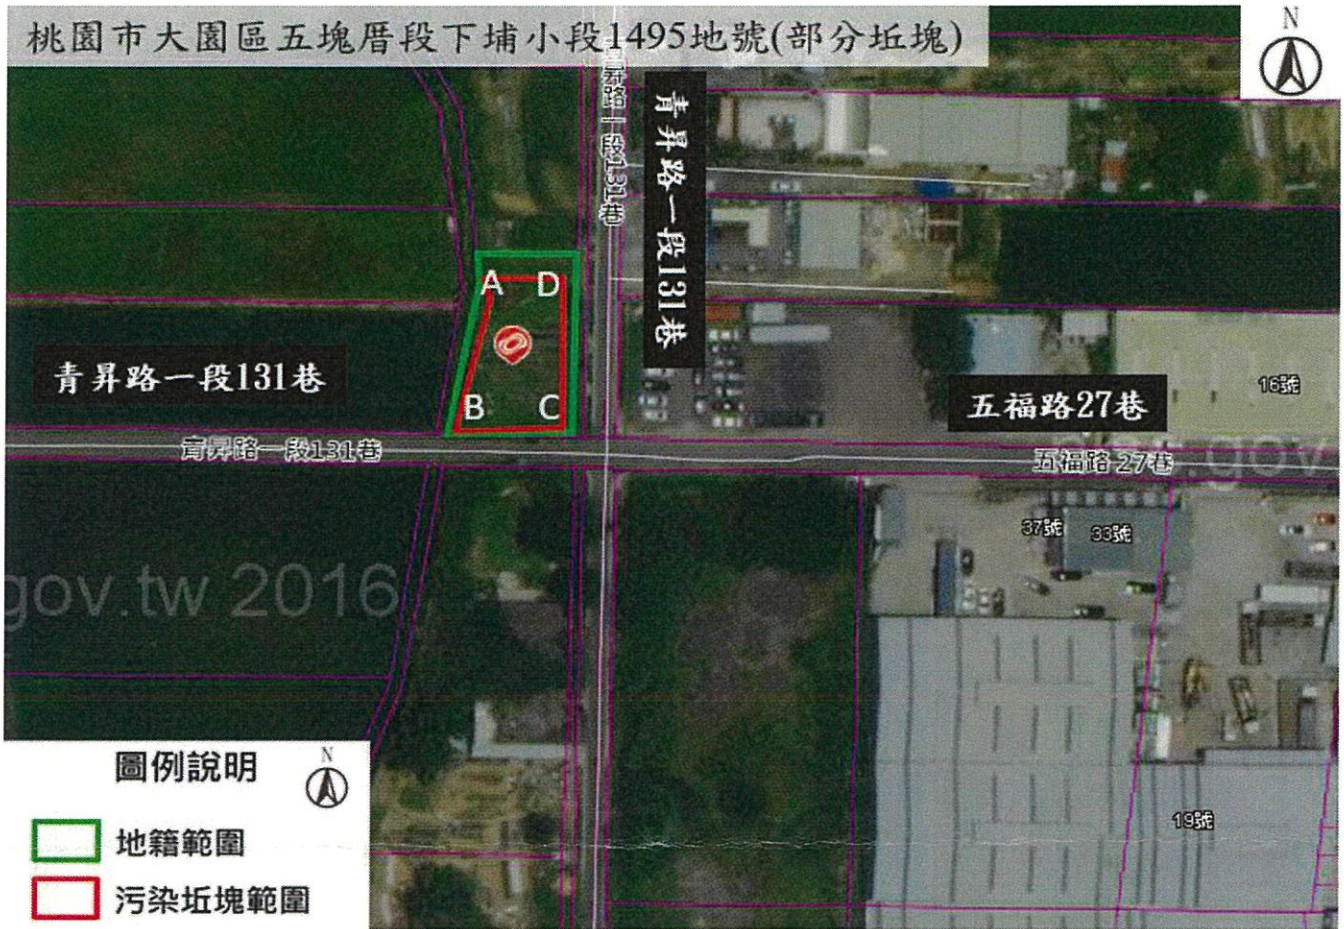 桃園市大園區五塊厝段下埔小段1495地號(部分坵塊)
N
昇路一段131巷
青昇路一段131巷
A D
青昇路一段131巷
B C
五福路27巷
16號
青昇路一段131巷
五福路 27巷
.gov
37號
33號
gov.tw 2016
19號
圖例說明
N
地籍範圍
污染坵塊範圍